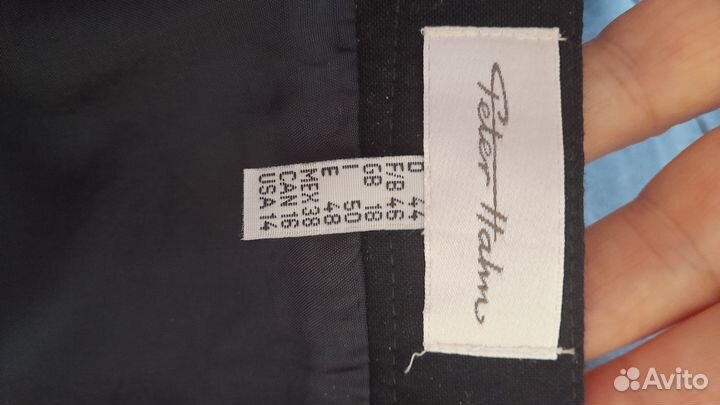 Peter Hahn
D 44
F/B 46
GB 18
I 50
E 48
MEX 38
CAN 16
USA 14
Avito